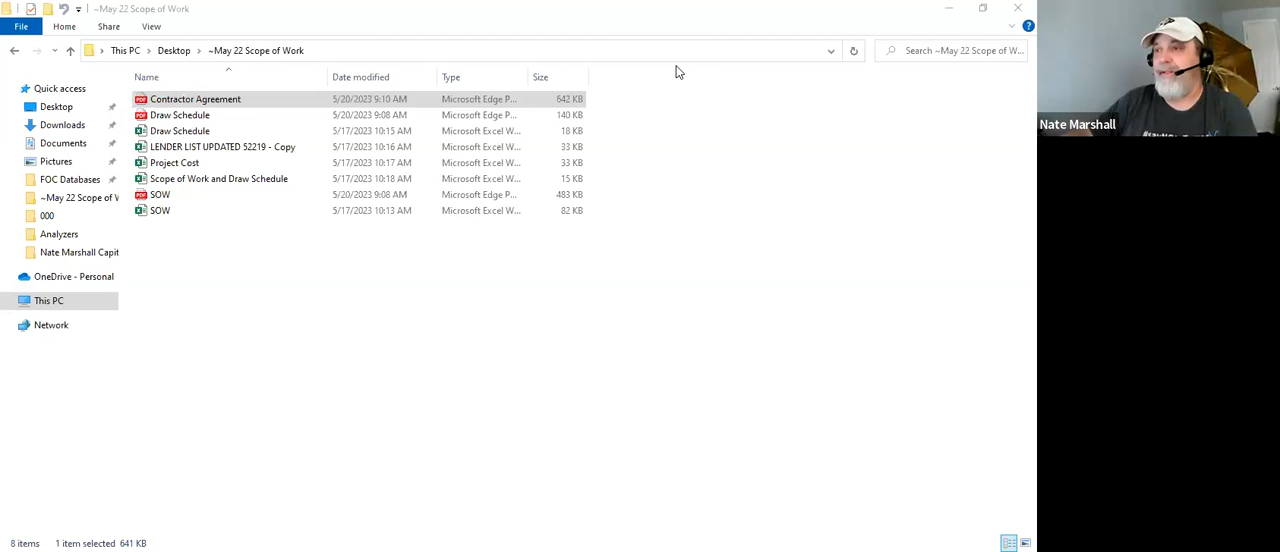 ~May 22 Scope of Work
File Home Share View
This PC Desktop ~May 22 Scope of Work
Search ~May 22 Scope of W...
Name Date modified Type Size
Quick access
Desktop
Downloads
Documents
Pictures
FOC Databases
~May 22 Scope of W
000
Analyzers
Nate Marshall Capit
OneDrive - Personal
This PC
Network
Contractor Agreement 5/20/2023 9:10 AM Microsoft Edge P... 642 KB
Draw Schedule 5/20/2023 9:08 AM Microsoft Edge P... 140 KB
Draw Schedule 5/17/2023 10:15 AM Microsoft Excel W... 18 KB
LENDER LIST UPDATED 52219 - Copy 5/17/2023 10:16 AM Microsoft Excel W... 33 KB
Project Cost 5/17/2023 10:17 AM Microsoft Excel W... 33 KB
Scope of Work and Draw Schedule 5/17/2023 10:18 AM Microsoft Excel W... 15 KB
SOW 5/20/2023 9:08 AM Microsoft Edge P... 483 KB
SOW 5/17/2023 10:13 AM Microsoft Excel W... 82 KB
8 items 1 item selected 641 KB
Nate Marshall